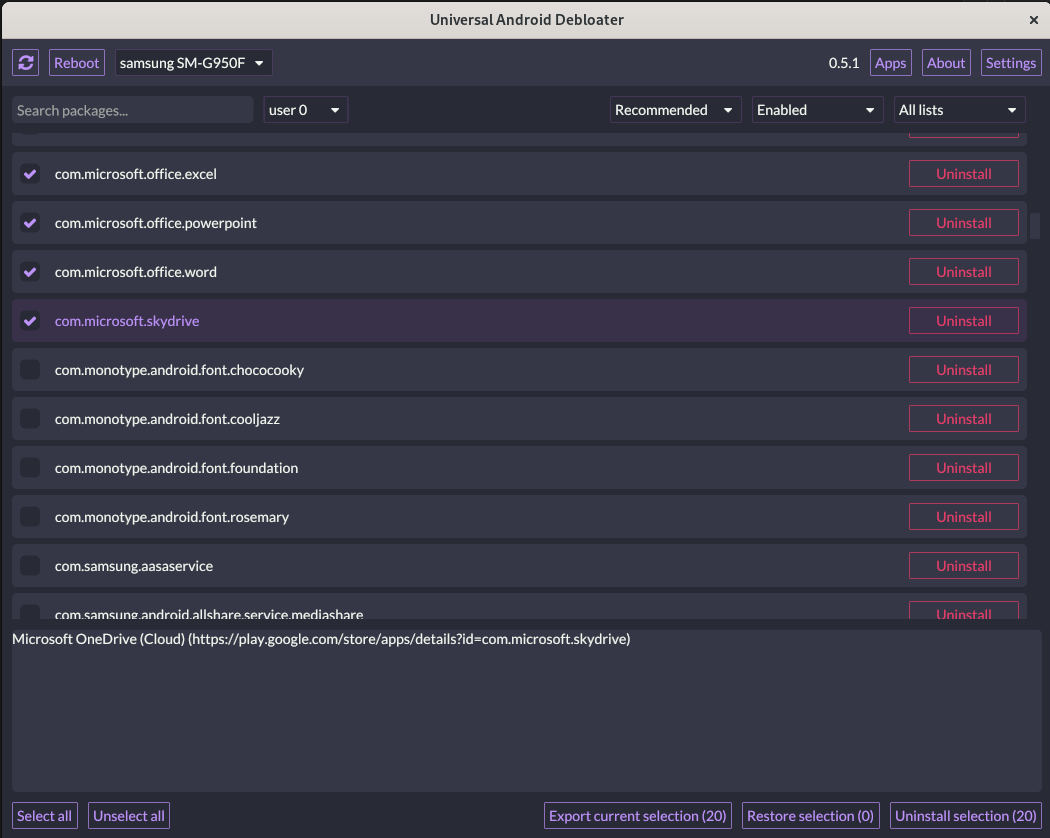 Universal Android Debloater ×
Reboot samsung SM-G950F 0.5.1 Apps About Settings
Search packages... user 0 Recommended Enabled All lists
com.microsoft.office.excel Uninstall
com.microsoft.office.powerpoint Uninstall
com.microsoft.office.word Uninstall
com.microsoft.skydrive Uninstall
com.monotype.android.font.chococooky Uninstall
com.monotype.android.font.cooljazz Uninstall
com.monotype.android.font.foundation Uninstall
com.monotype.android.font.rosemary Uninstall
com.samsung.aasaservice Uninstall
com.samsung.android.allshare.service.mediashare Uninstall
Microsoft OneDrive (Cloud) (https://play.google.com/store/apps/details?id=com.microsoft.skydrive)
Select all Unselect all Export current selection (20) Restore selection (0) Uninstall selection (20)